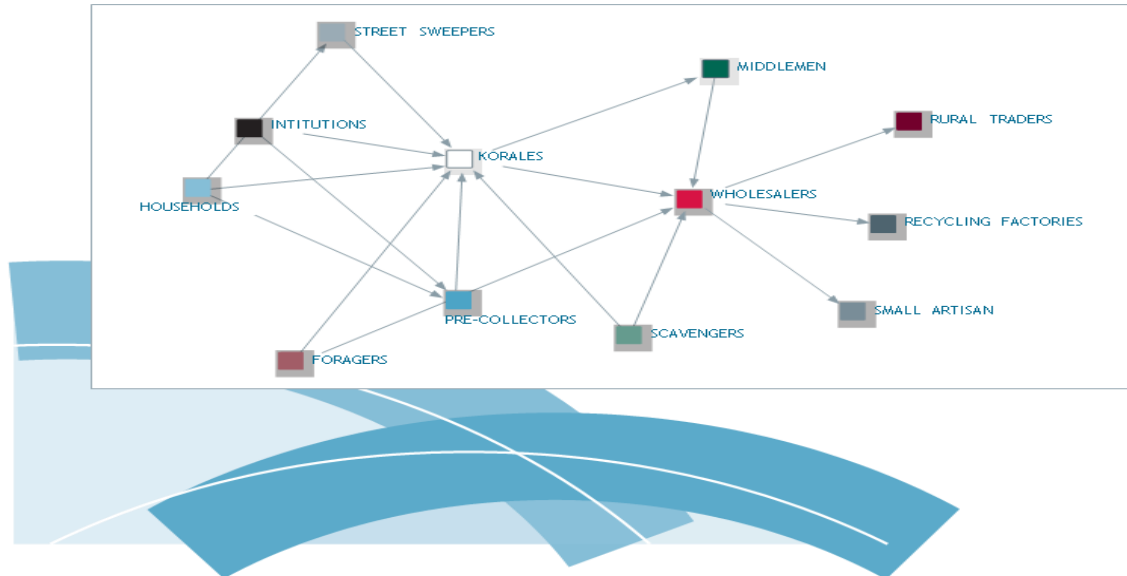 STREET SWEEPERS
MIDDLEMEN
INTITUTIONS
RURAL TRADERS
KORALES
HOUSEHOLDS
WHOLESALERS
RECYCLING FACTORIES
PRE-COLLECTORS
SMALL ARTISAN
SCAVENGERS
FORAGERS